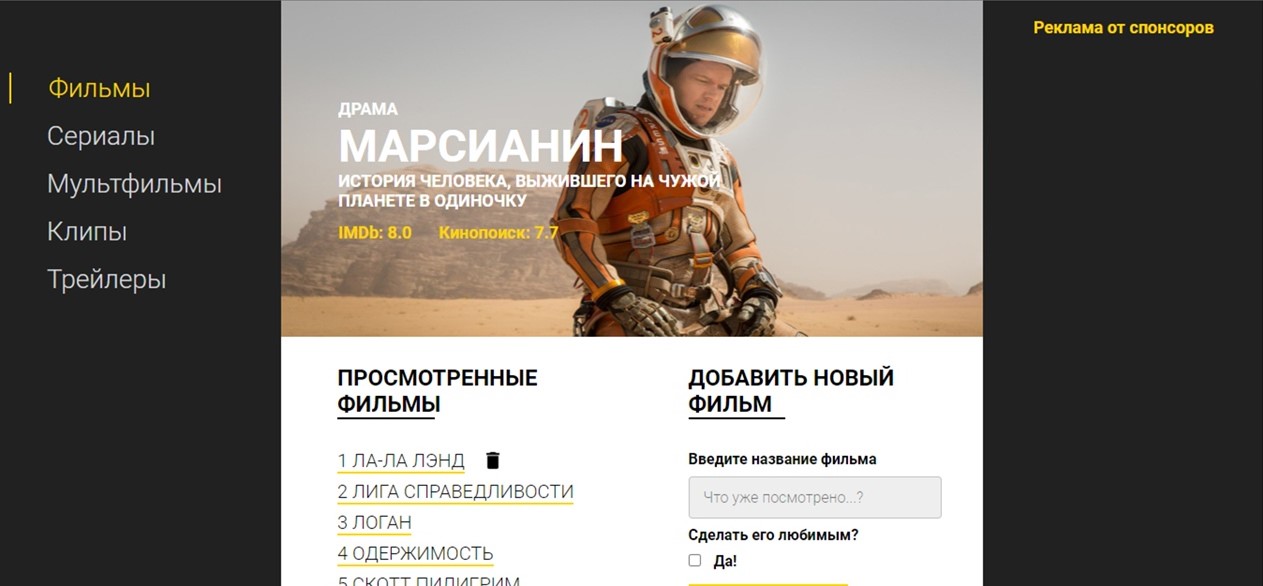 Фильмы
Сериалы
Мультфильмы
Клипы
Трейлеры
ДРАМА
МАРСИАНИН
ИСТОРИЯ ЧЕЛОВЕКА, ВЫЖИВШЕГО НА ЧУЖОЙ
ПЛАНЕТЕ В ОДИНОЧКУ
IMDb: 8.0 Кинопоиск: 7.7
ПРОСМОТРЕННЫЕ
ФИЛЬМЫ
1 ЛА-ЛА ЛЭНД
2 ЛИГА СПРАВЕДЛИВОСТИ
3 ЛОГАН
4 ОДЕРЖИМОСТЬ
5 СКОТТ ПИЛИГРИМ
ДОБАВИТЬ НОВЫЙ
ФИЛЬМ
Введите название фильма
Что уже посмотрено...?
Сделать его любимым?
Да!
Реклама от спонсоров